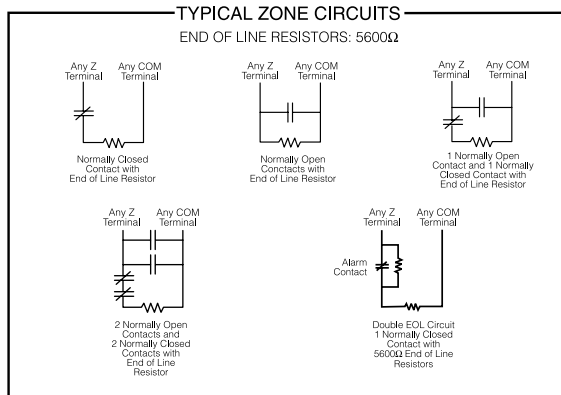 TYPICAL ZONE CIRCUITS
END OF LINE RESISTORS: 5600Ω
Any Z
Terminal
Any COM
Terminal
Normally Closed
Contact with
End of Line Resistor
Any Z
Terminal
Any COM
Terminal
Normally Open
Conctacts with
End of Line Resistor
Any Z
Terminal
Any COM
Terminal
1 Normally Open
Contact and 1 Normally
Closed Contact with
End of Line Resistor
Any Z
Terminal
Any COM
Terminal
2 Normally Open
Contacts and
2 Normally Closed
Contacts with
End of Line
Resistor
Any Z
Terminal
Any COM
Terminal
Alarm
Contact
Double EOL Circuit
1 Normally Closed
Contact with
5600Ω End of Line
Resistors